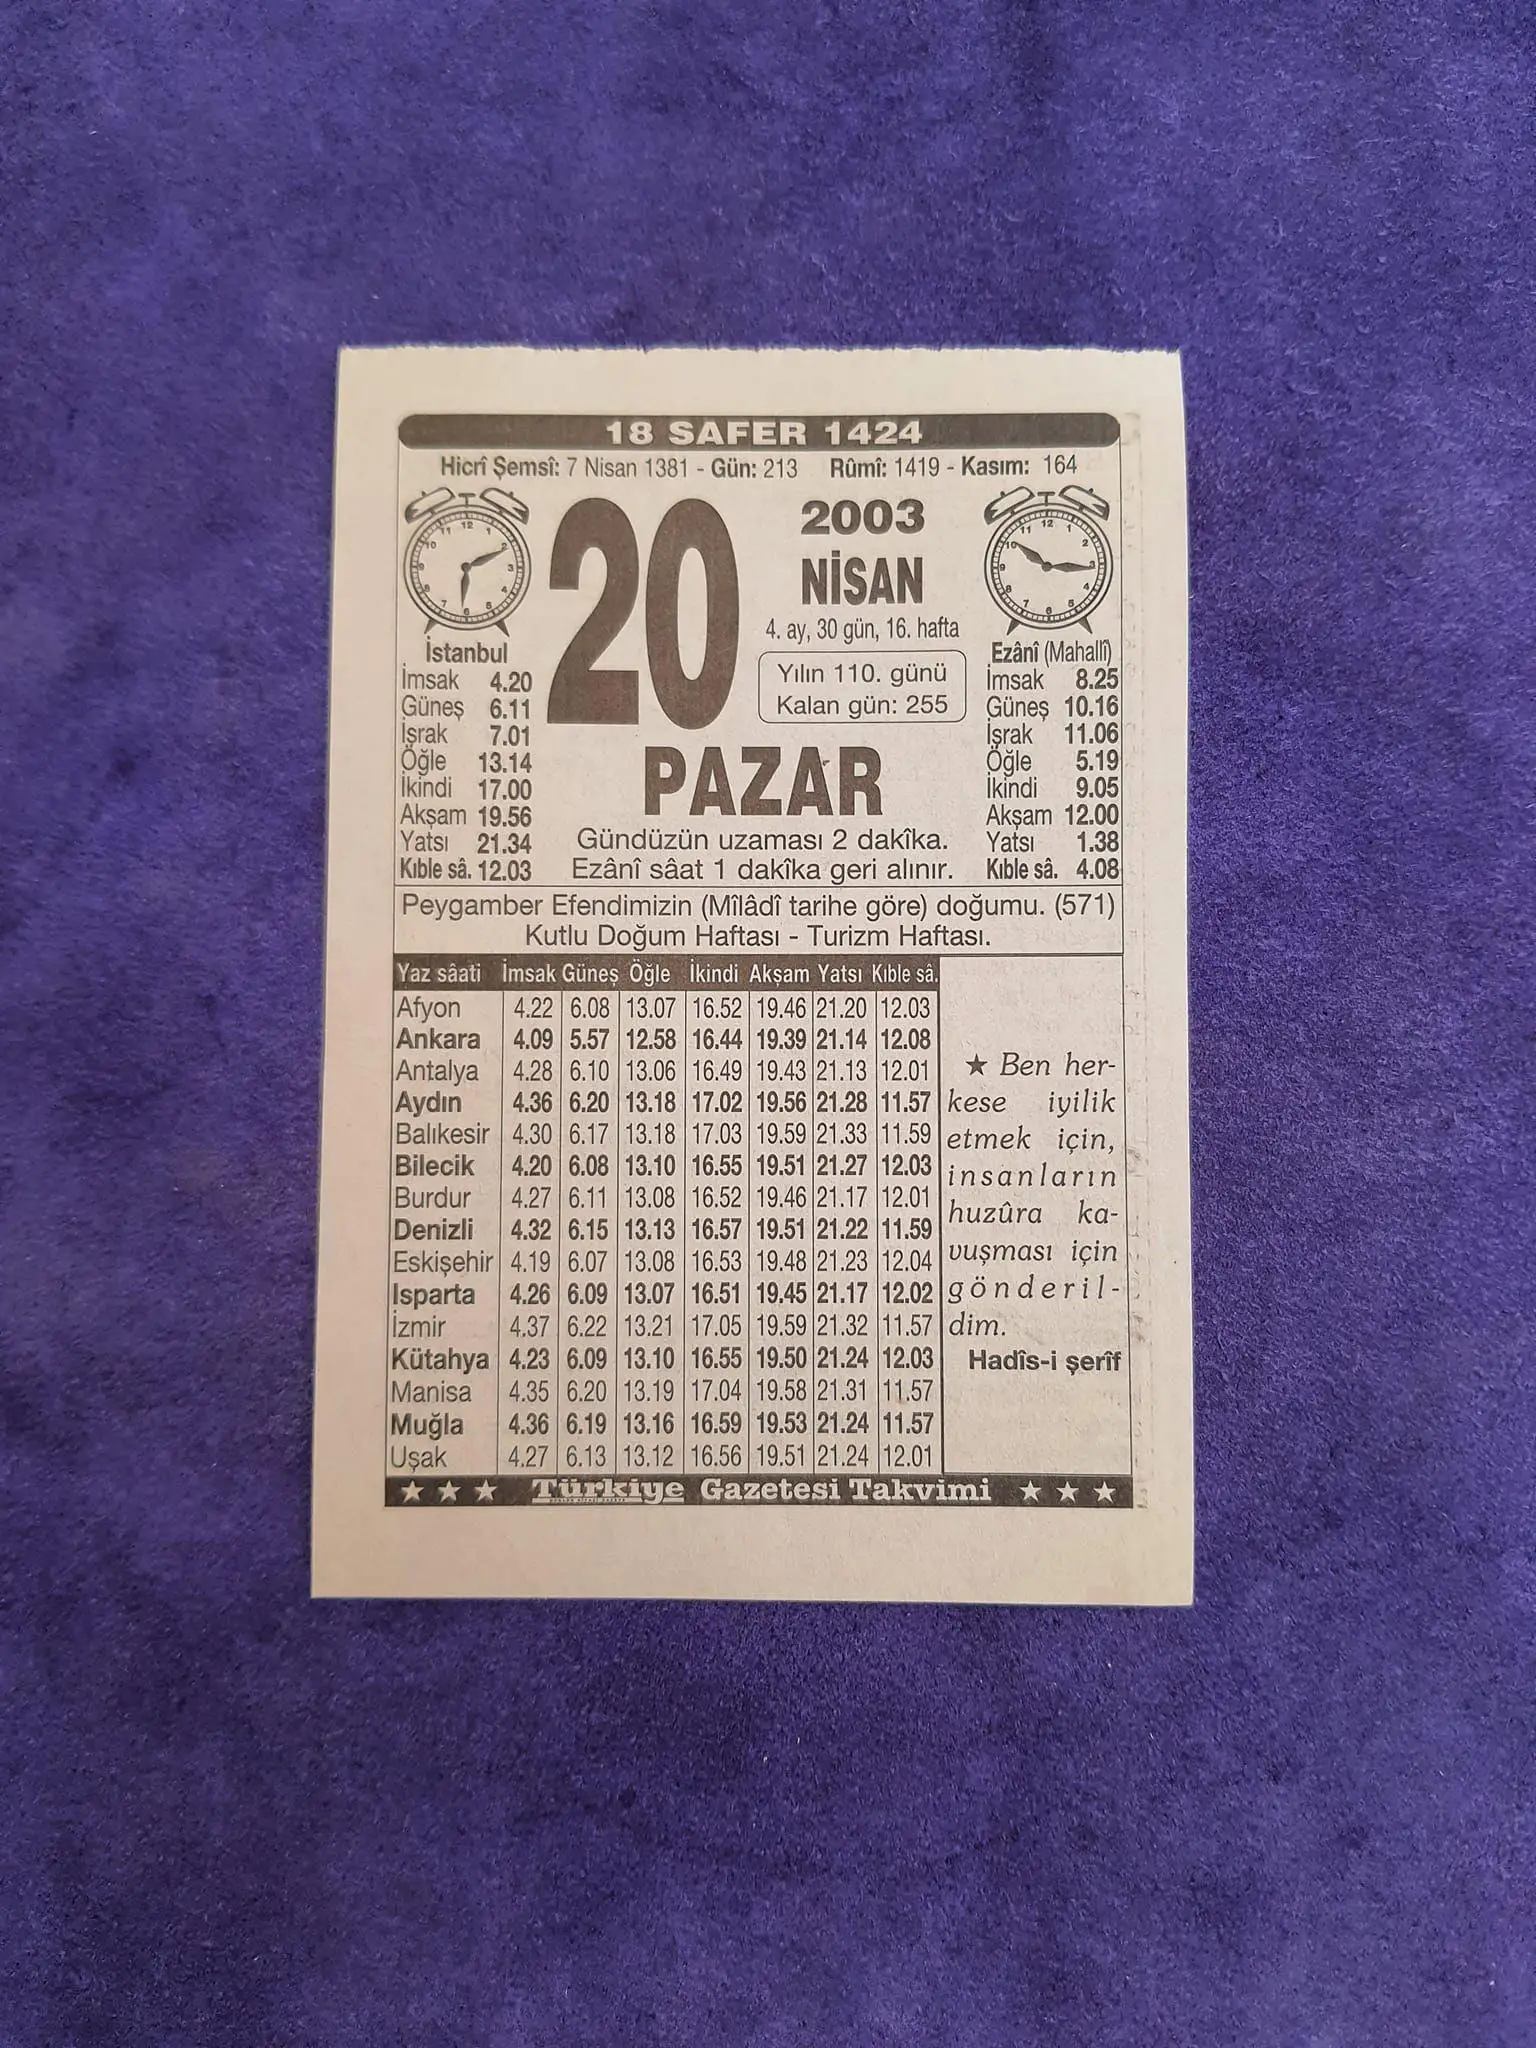 18 SAFER 1424
Hicrî Şemsî: 7 Nisan 1381 - Gün: 213 Rûmî: 1419 - Kasım: 164
20
2003
NİSAN
4. ay, 30 gün, 16. hafta
Yılın 110. günü
Kalan gün: 255
PAZAR
Gündüzün uzaması 2 dakîka.
Ezânî sâat 1 dakîka geri alınır.
İstanbul
İmsak 4.20
Güneş 6.11
İşrak 7.01
Öğle 13.14
İkindi 17.00
Akşam 19.56
Yatsı 21.34
Kıble sâ. 12.03
Ezânî (Mahallî)
İmsak 8.25
Güneş 10.16
İşrak 11.06
Öğle 5.19
İkindi 9.05
Akşam 12.00
Yatsı 1.38
Kıble sâ. 4.08
Peygamber Efendimizin (Mîlâdî tarihe göre) doğumu. (571)
Kutlu Doğum Haftası - Turizm Haftası.
Yaz sâati İmsak Güneş Öğle İkindi Akşam Yatsı Kıble sâ.
Afyon 4.22 6.08 13.07 16.52 19.46 21.20 12.03
Ankara 4.09 5.57 12.58 16.44 19.39 21.14 12.08
Antalya 4.28 6.10 13.06 16.49 19.43 21.13 12.01
Aydın 4.36 6.20 13.18 17.02 19.56 21.28 11.57
Balıkesir 4.30 6.17 13.18 17.03 19.59 21.33 11.59
Bilecik 4.20 6.08 13.10 16.55 19.51 21.27 12.03
Burdur 4.27 6.11 13.08 16.52 19.46 21.17 12.01
Denizli 4.32 6.15 13.13 16.57 19.51 21.22 11.59
Eskişehir 4.19 6.07 13.08 16.53 19.48 21.23 12.04
Isparta 4.26 6.09 13.07 16.51 19.45 21.17 12.02
İzmir 4.37 6.22 13.21 17.05 19.59 21.32 11.57
Kütahya 4.23 6.09 13.10 16.55 19.50 21.24 12.03
Manisa 4.35 6.20 13.19 17.04 19.58 21.31 11.57
Muğla 4.36 6.19 13.16 16.59 19.53 21.24 11.57
Uşak 4.27 6.13 13.12 16.56 19.51 21.24 12.01
★ Ben her-
kese iyilik
etmek için,
insanların
huzûra ka-
vuşması için
gönderil-
dim.
Hadîs-i şerîf
★ ★ ★ Türkiye Gazetesi Takvimi ★ ★ ★